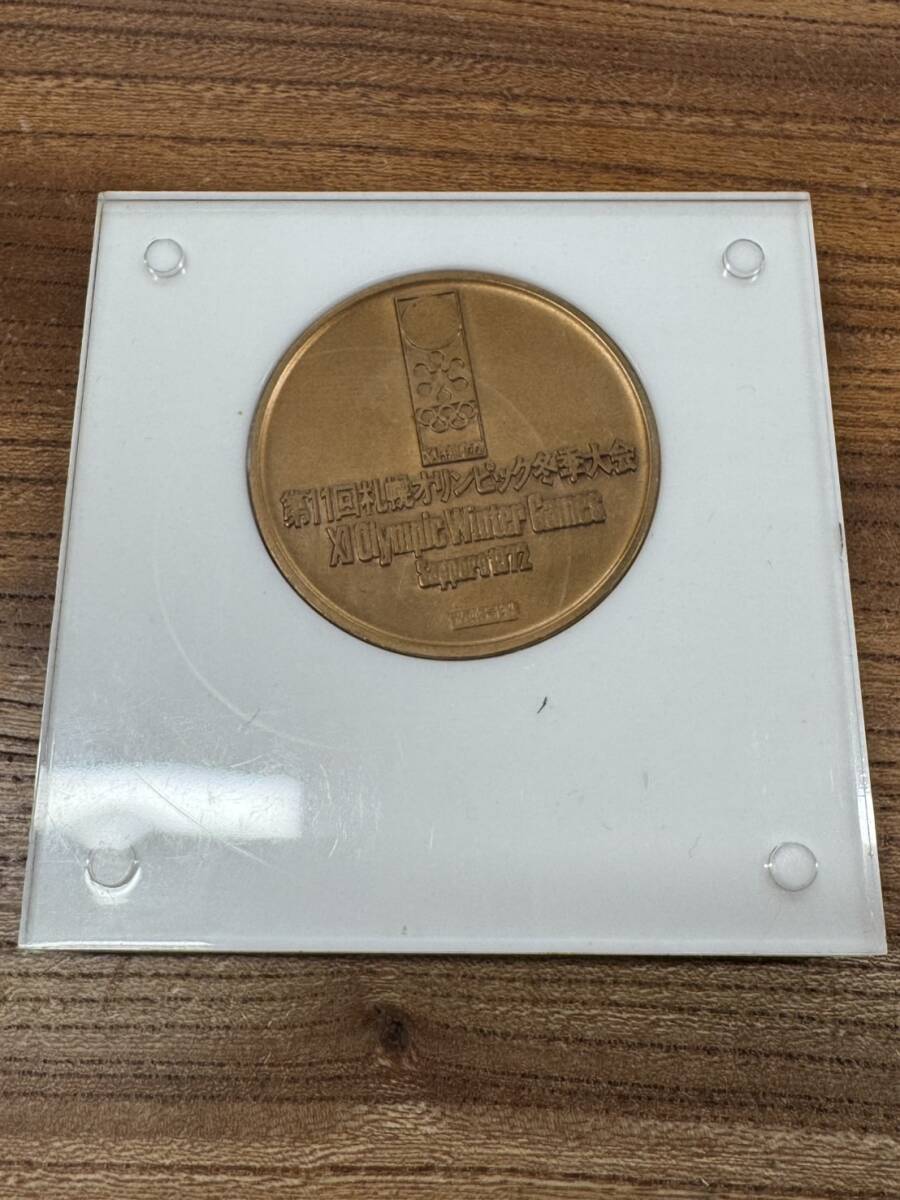 第11回札幌オリンピック冬季大会
XI Olympic Winter Games
Sapporo 1972